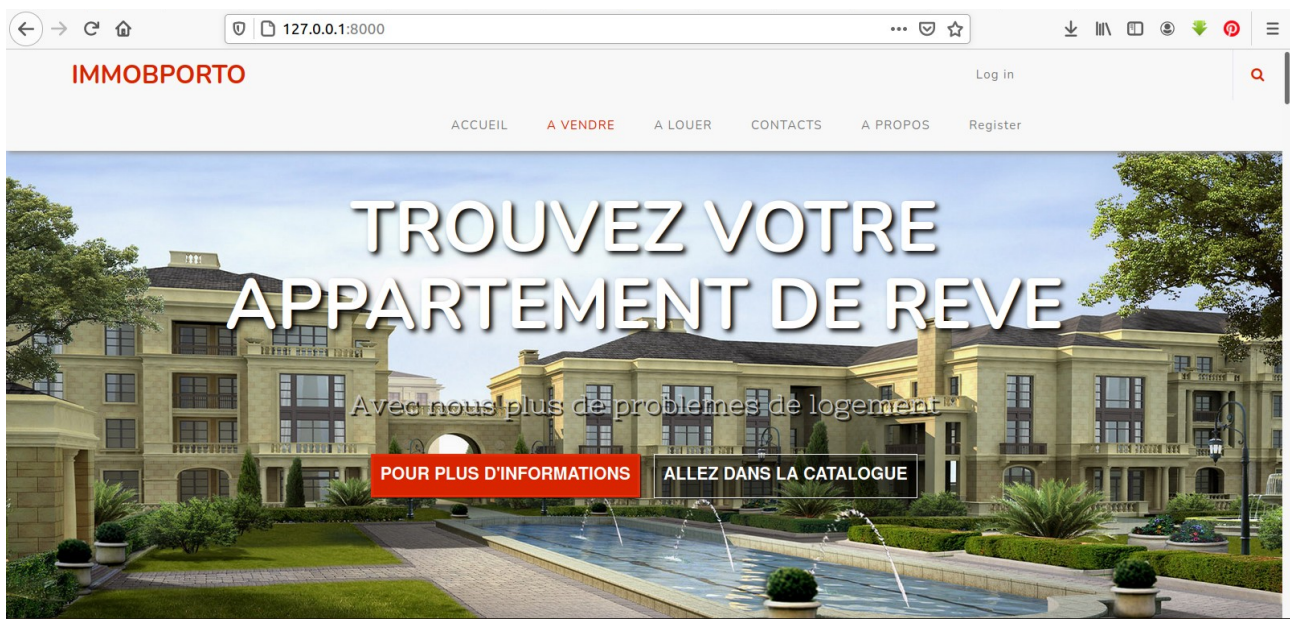 127.0.0.1:8000
IMMOBPORTO
Log in
ACCUEIL A VENDRE A LOUER CONTACTS A PROPOS Register
TROUVEZ VOTRE
APPARTEMENT DE REVE
Avec nous plus de problemes de logement
POUR PLUS D'INFORMATIONS ALLEZ DANS LA CATALOGUE